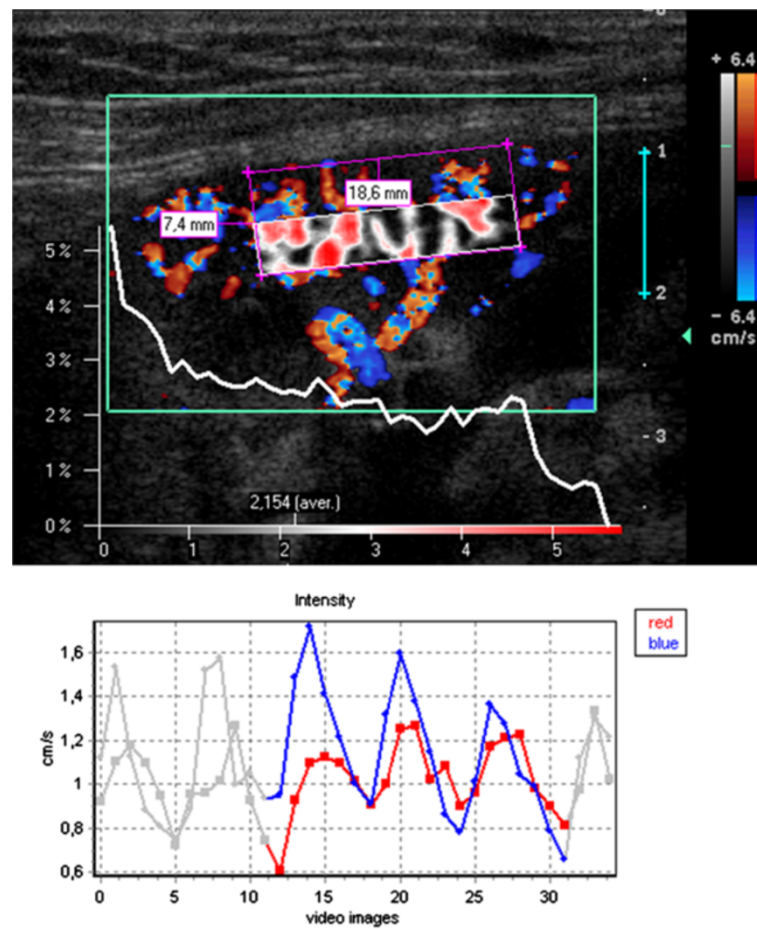 + 6.4
1
18,6 mm
7,4 mm
5%
2
- 6.4
cm/s
4%
3%
2%
- 3
1%
2,154 (aver.)
0%
0 1 2 3 4 5
Intensity
red
blue
1,6
1,4
1,2
1
0,8
0,6
cm/s
0 5 10 15 20 25 30
video images